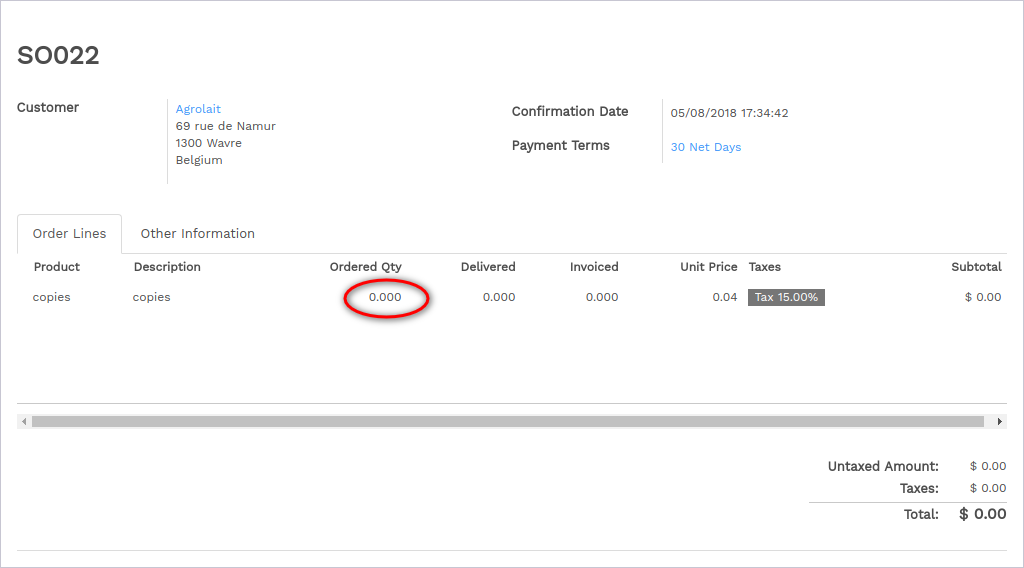 SO022
Customer
Agrolait
69 rue de Namur
1300 Wavre
Belgium
Confirmation Date 05/08/2018 17:34:42
Payment Terms 30 Net Days
Order Lines Other Information
Product Description Ordered Qty Delivered Invoiced Unit Price Taxes Subtotal
copies copies 0.000 0.000 0.000 0.04 Tax 15.00% $ 0.00
Untaxed Amount: $ 0.00
Taxes: $ 0.00
Total: $ 0.00